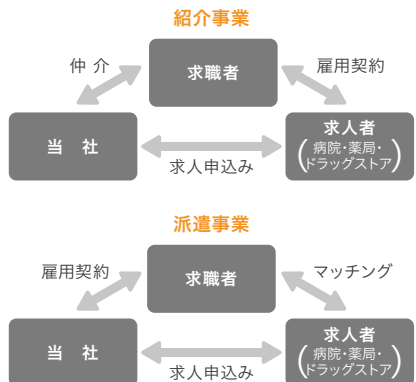 紹介事業
仲 介
求職者
雇用契約
当 社
求人申込み
求人者
(病院・薬局・
ドラッグストア)
派遣事業
雇用契約
求職者
マッチング
当 社
求人申込み
求人者
(病院・薬局・
ドラッグストア)